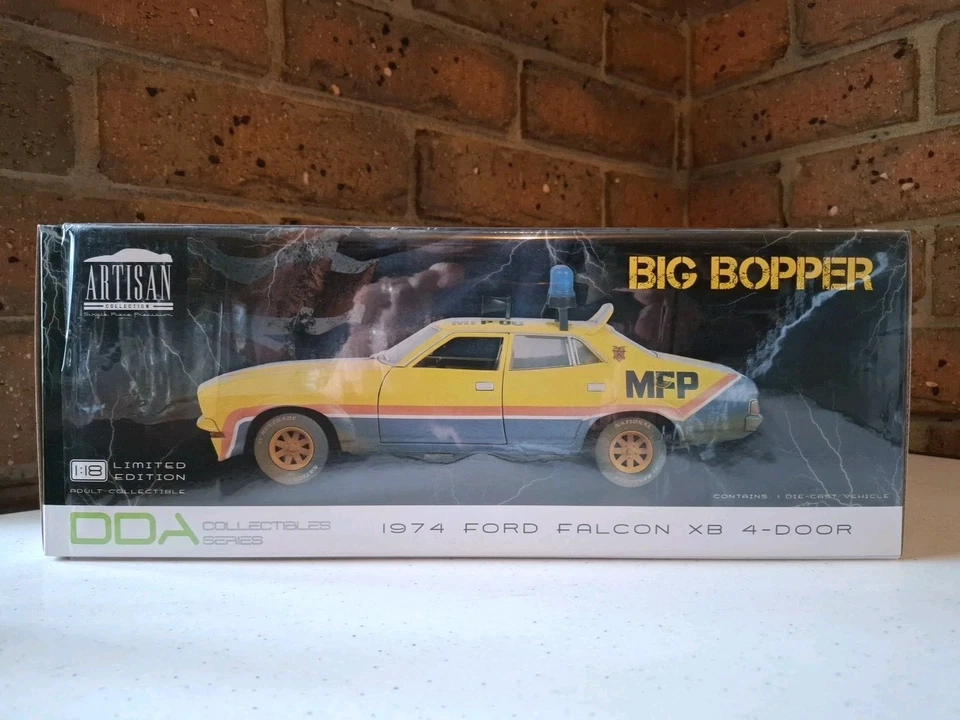 ARTISAN
COLLECTION
BIG BOPPER
MFP
NATIONAL
1:18
LIMITED
EDITION
ADULT COLLECTIBLE
CONTAINS: 1 DIE-CAST VEHICLE
DDA COLLECTIBLES
SERIES
1974 FORD FALCON XB 4-DOOR